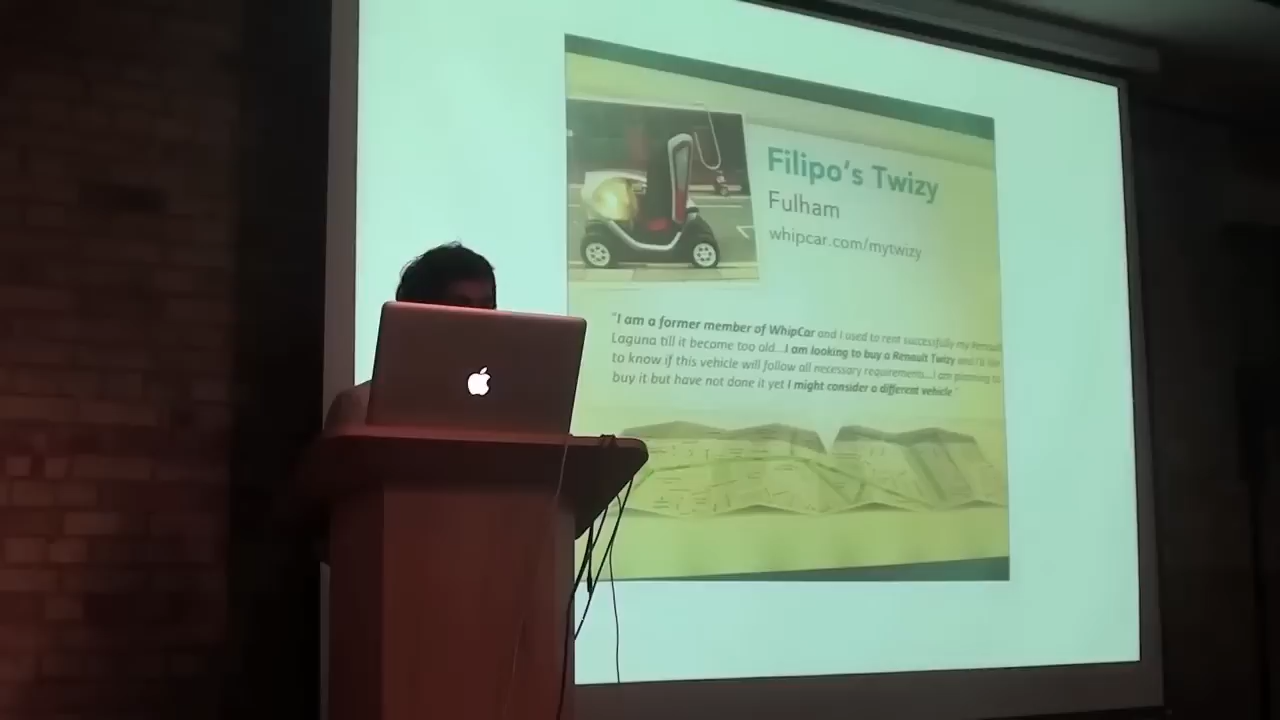 Filipo's Twizy
Fulham
whipcar.com/mytwizy
"I am a former member of WhipCar and I used to rent successfully my Renault
Laguna till it become too old...I am looking to buy a Renault Twizy and I'd like
to know if this vehicle will follow all necessary requirements...I am planning to
buy it but have not done it yet I might consider a different vehicle"